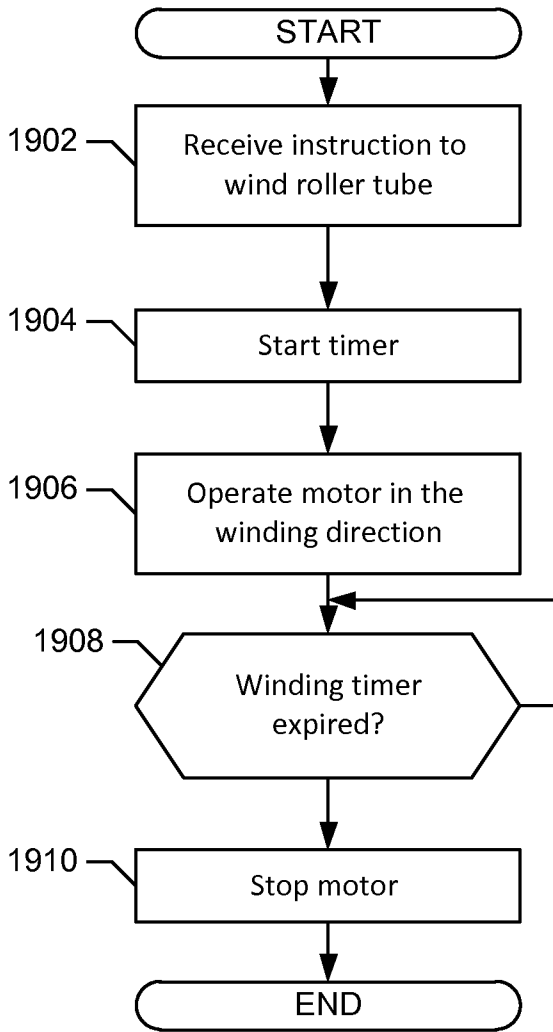 START
1902
Receive instruction to
wind roller tube
1904
Start timer
1906
Operate motor in the
winding direction
1908
Winding timer
expired?
1910
Stop motor
END